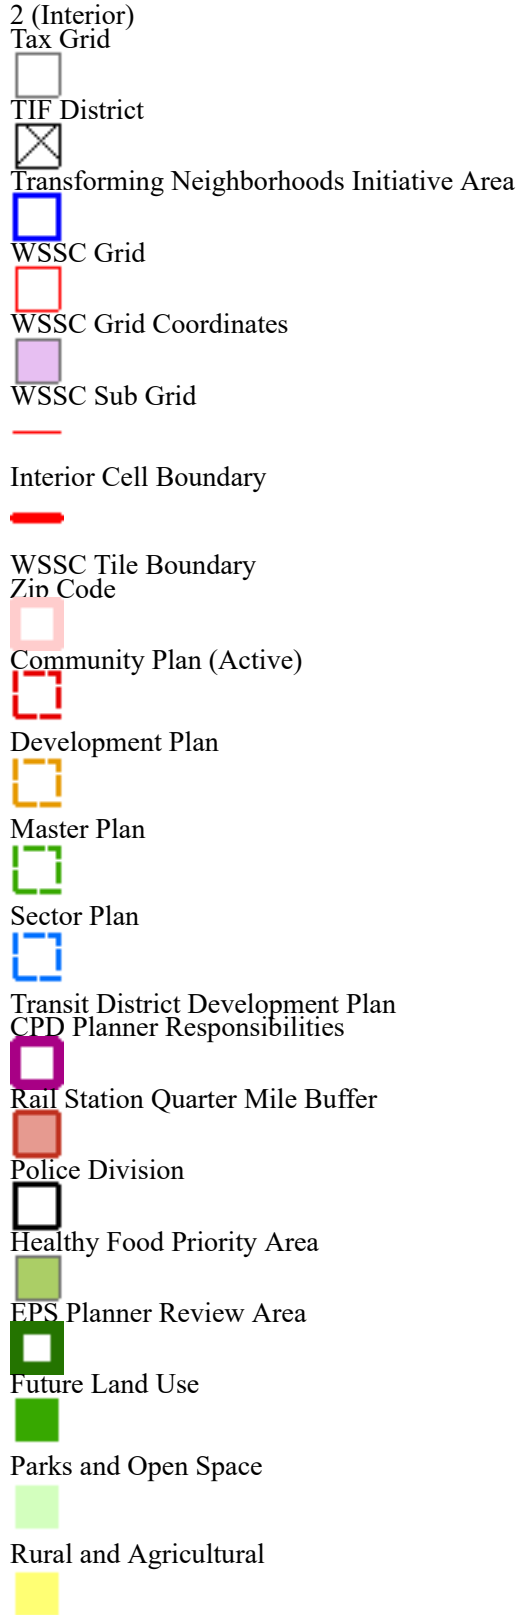 2 (Interior)
Tax Grid
TIF District
Transforming Neighborhoods Initiative Area
WSSC Grid
WSSC Grid Coordinates
WSSC Sub Grid
Interior Cell Boundary
WSSC Tile Boundary
Zip Code
Community Plan (Active)
Development Plan
Master Plan
Sector Plan
Transit District Development Plan
CPD Planner Responsibilities
Rail Station Quarter Mile Buffer
Police Division
Healthy Food Priority Area
EPS Planner Review Area
Future Land Use
Parks and Open Space
Rural and Agricultural